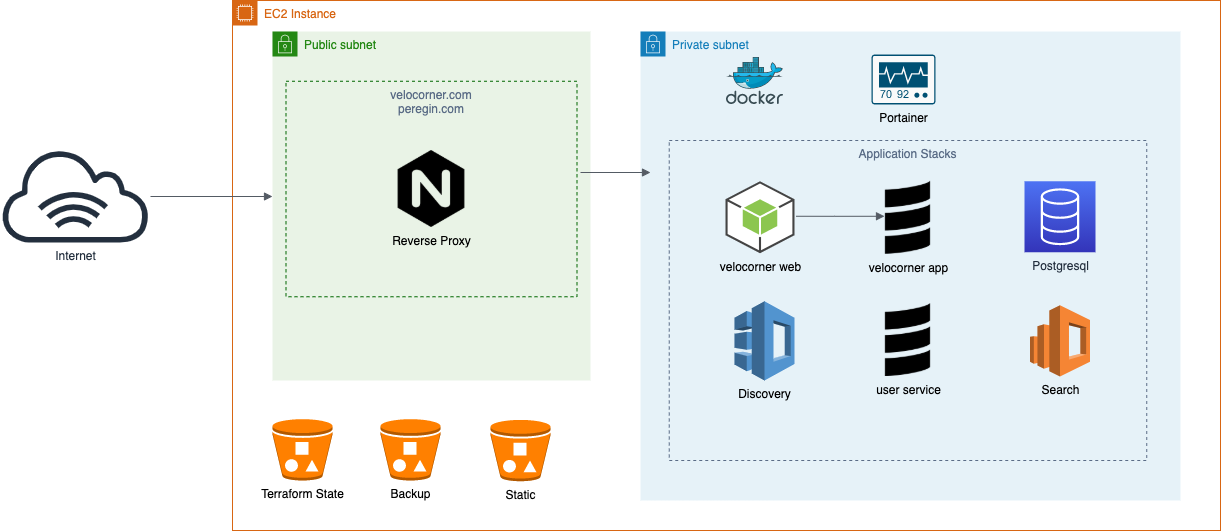 EC2 Instance
Public subnet
Private subnet
velocorner.com
peregin.com
docker
70 92
Portainer
Application Stacks
N
Reverse Proxy
Internet
velocorner web
velocorner app
Postgresql
Discovery
user service
Search
Terraform State
Backup
Static